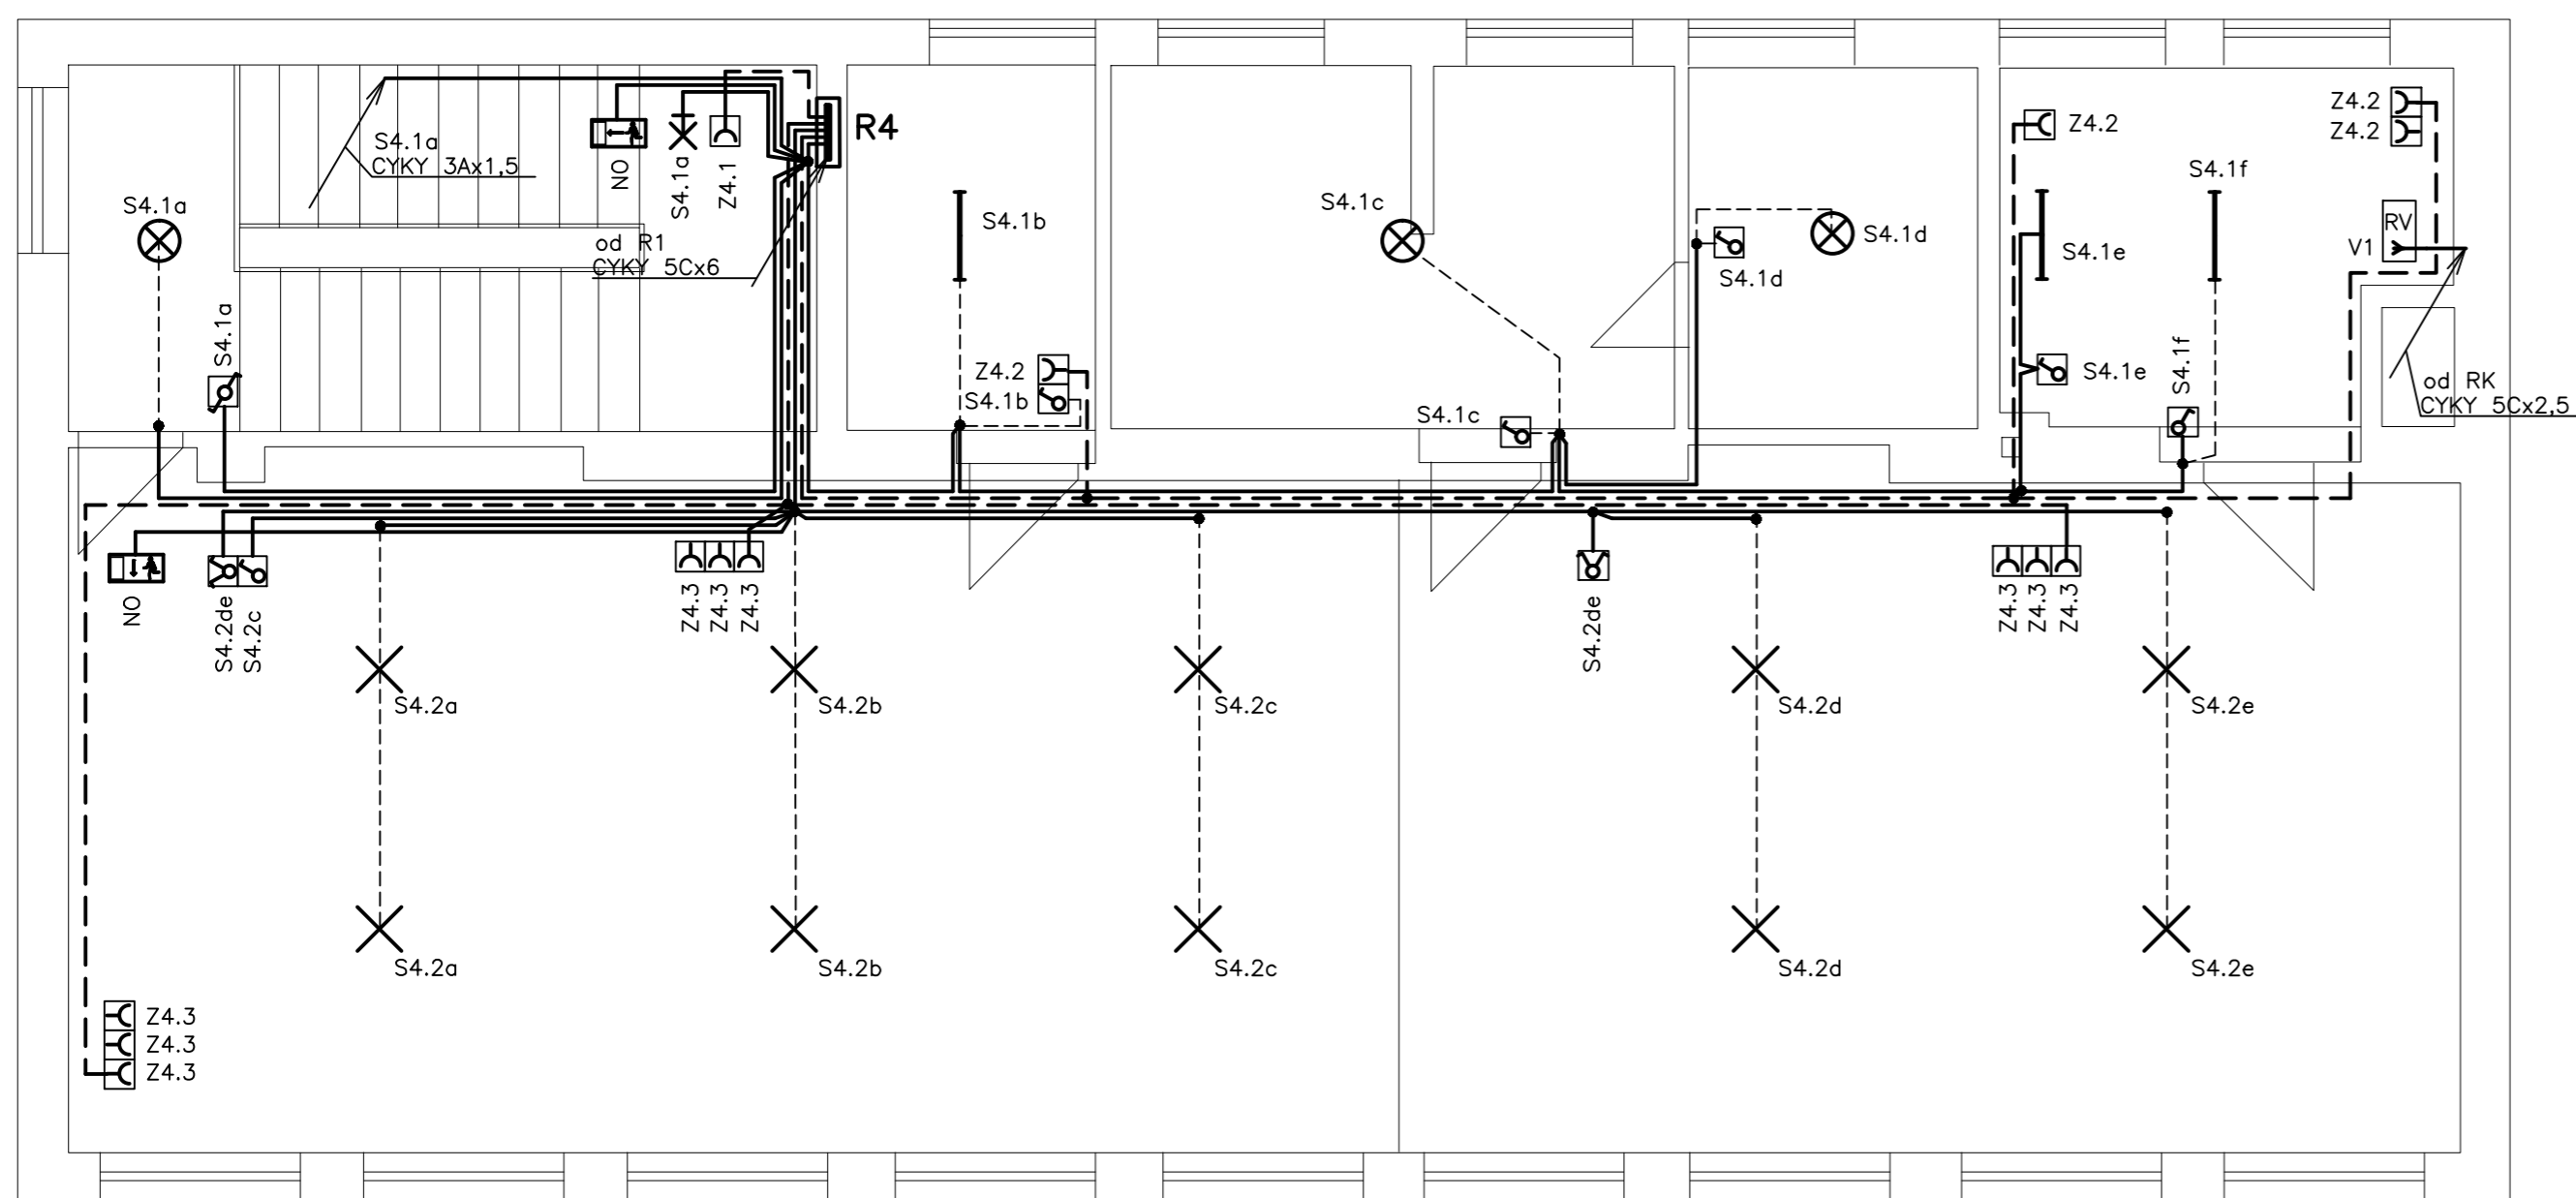 S4.1a
CYKY 3Ax1,5
NO
S4.1a
Z4.1
R4
S4.1a
S4.1a
od R1
CYKY 5Cx6
S4.1b
Z4.2
S4.1b
S4.1c
S4.1c
S4.1d
S4.1d
Z4.2
Z4.2
Z4.2
S4.1f
S4.1e
RV
V1
S4.1e
S4.1f
od RK
CYKY 5Cx2,5
NO
S4.2de
S4.2c
Z4.3
Z4.3
Z4.3
S4.2de
Z4.3
Z4.3
Z4.3
S4.2a
S4.2b
S4.2c
S4.2d
S4.2e
S4.2a
S4.2b
S4.2c
S4.2d
S4.2e
Z4.3
Z4.3
Z4.3